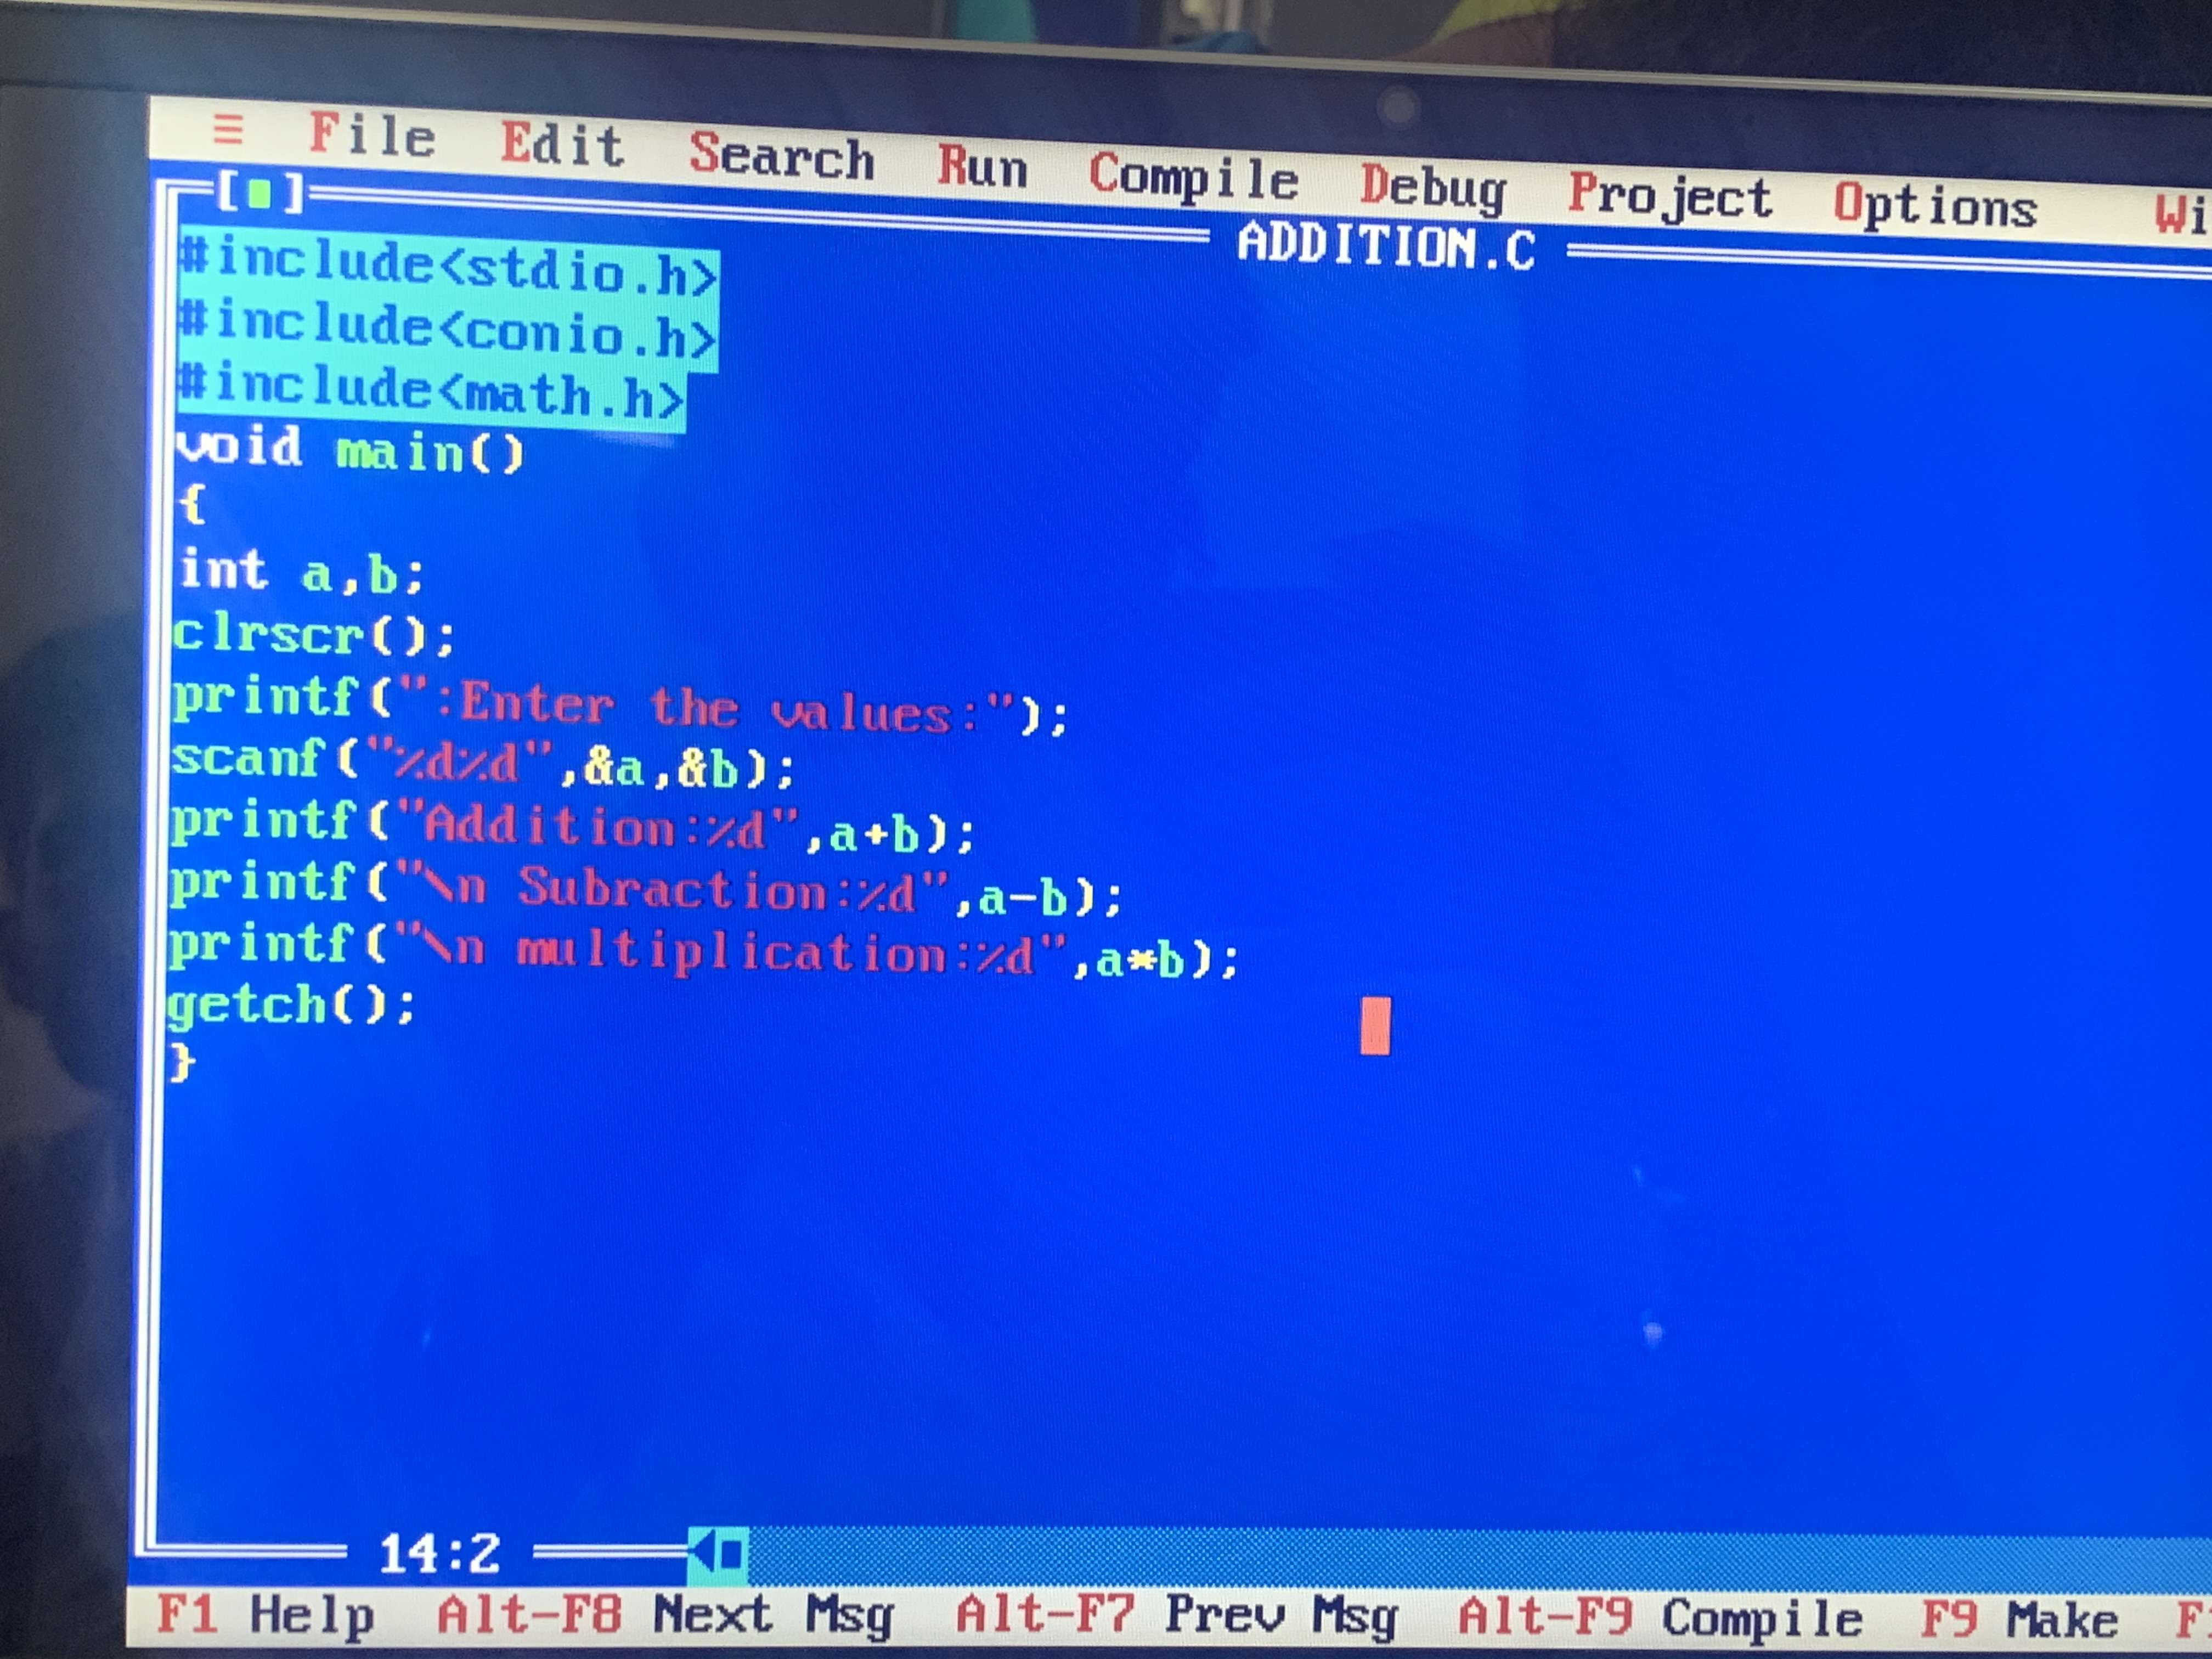 ≡ File Edit Search Run Compile Debug Project Options Wi
[■] ADDITION.C
#include<stdio.h>
#include<conio.h>
#include<math.h>
void main()
{
int a,b;
clrscr();
printf(":Enter the values:");
scanf("%d%d",&a,&b);
printf("Addition:%d",a+b);
printf("\n Subraction:%d",a-b);
printf("\n multiplication:%d",a*b);
getch();
}
14:2
F1 Help Alt-F8 Next Msg Alt-F7 Prev Msg Alt-F9 Compile F9 Make